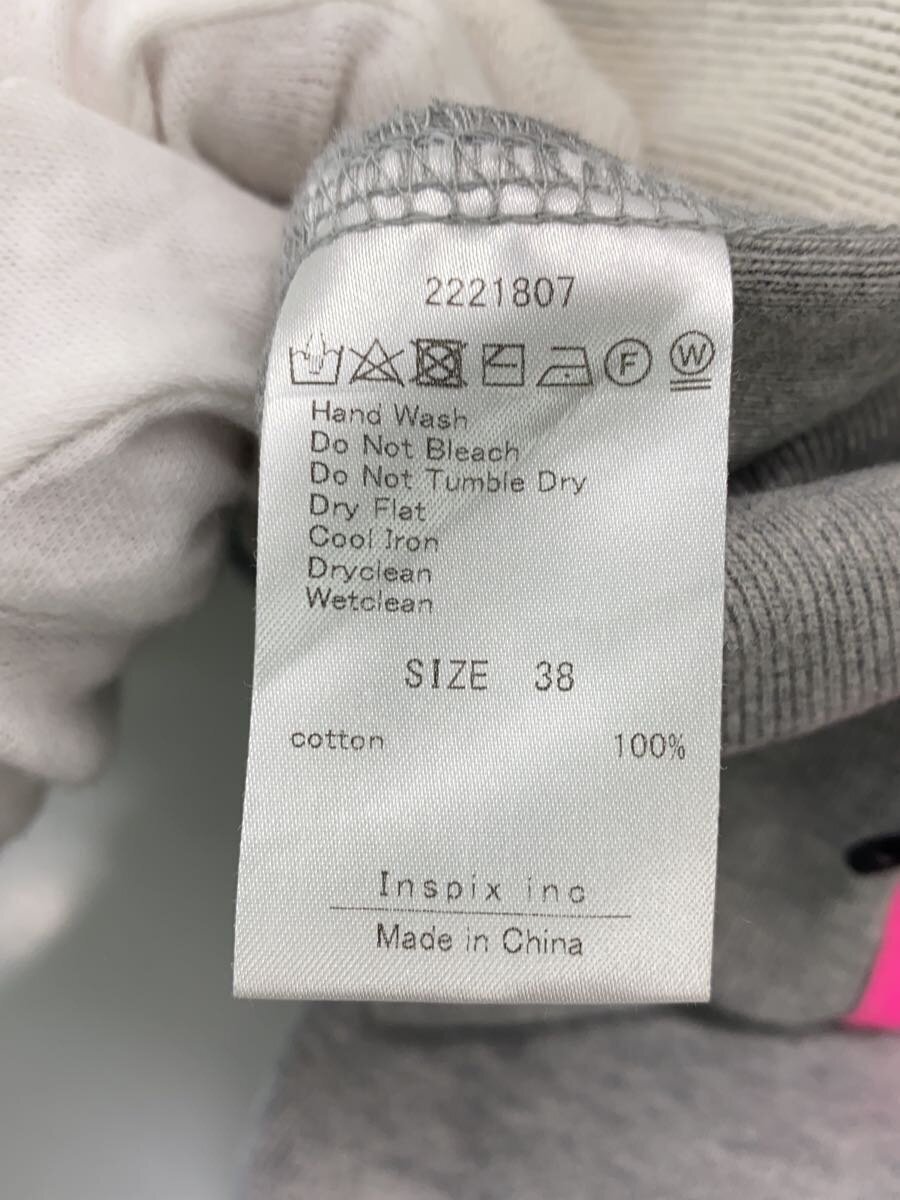 2221807
F W
Hand Wash
Do Not Bleach
Do Not Tumble Dry
Dry Flat
Cool Iron
Dryclean
Wetclean
SIZE 38
cotton 100%
Inspix inc
Made in China